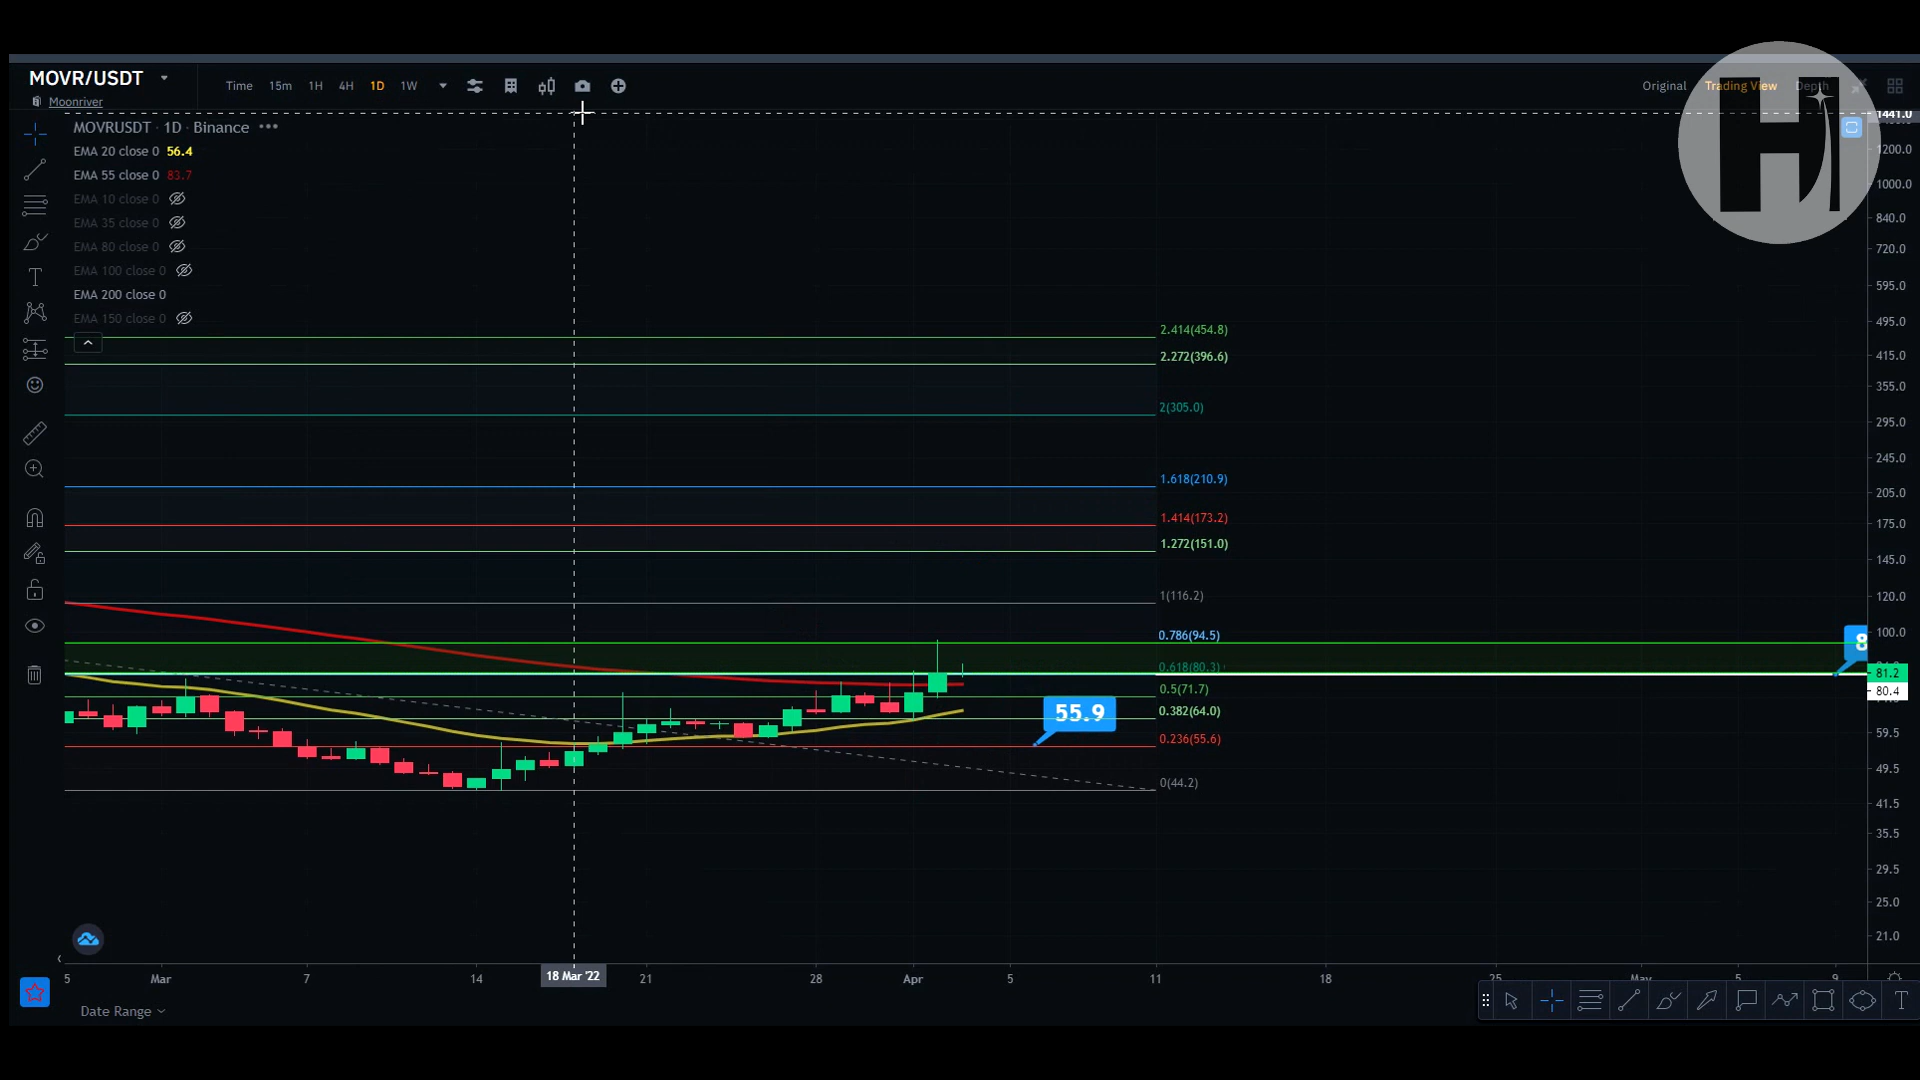 MOVR/USDT
Time 15m 1H 4H 1D 1W
Original Trading View Depth
Moonriver
MOVRUSDT · 1D · Binance
EMA 20 close 0 56.4
EMA 55 close 0 83.7
EMA 10 close 0
EMA 35 close 0
EMA 80 close 0
EMA 100 close 0
EMA 200 close 0
EMA 150 close 0
H
1441.0
1200.0
1000.0
840.0
720.0
595.0
495.0
415.0
355.0
295.0
245.0
205.0
175.0
145.0
120.0
100.0
81.2
80.4
59.5
49.5
41.5
35.5
29.5
25.0
21.0
2.414(454.8)
2.272(396.6)
2(305.0)
1.618(210.9)
1.414(173.2)
1.272(151.0)
1(116.2)
0.786(94.5)
0.618(80.3)
0.5(71.7)
0.382(64.0)
0.236(55.6)
0(44.2)
8
55.9
5 Mar 7 14 18 Mar '22 21 28 Apr 5 11 18 25 May 5 9
Date Range